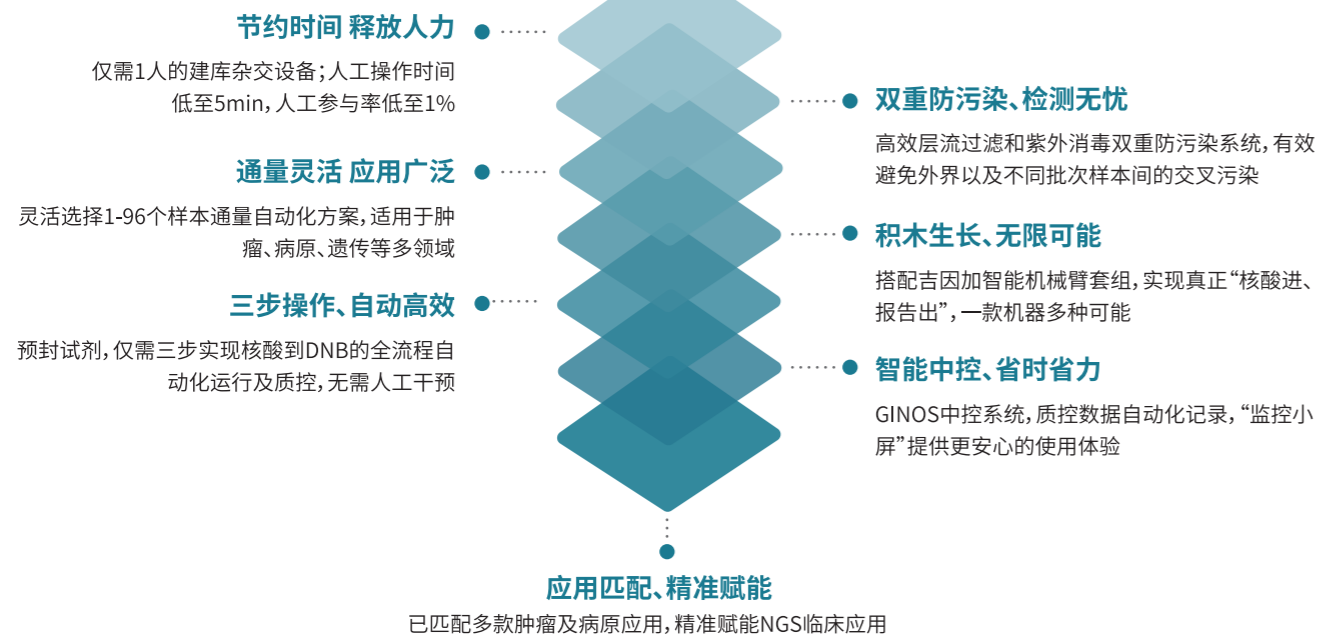 节约时间 释放人力
仅需1人的建库杂交设备；人工操作时间
低至5min，人工参与率低至1%
双重防污染、检测无忧
高效层流过滤和紫外消毒双重防污染系统，有效
避免外界以及不同批次样本间的交叉污染
通量灵活 应用广泛
灵活选择1-96个样本通量自动化方案，适用于肿
瘤、病原、遗传等多领域
积木生长、无限可能
搭配吉因加智能机械臂套组，实现真正“核酸进、
报告出”，一款机器多种可能
三步操作、自动高效
预封试剂，仅需三步实现核酸到DNB的全流程自
动化运行及质控，无需人工干预
智能中控、省时省力
GINOS中控系统，质控数据自动化记录，“监控小
屏”提供更安心的使用体验
应用匹配、精准赋能
已匹配多款肿瘤及病原应用，精准赋能NGS临床应用